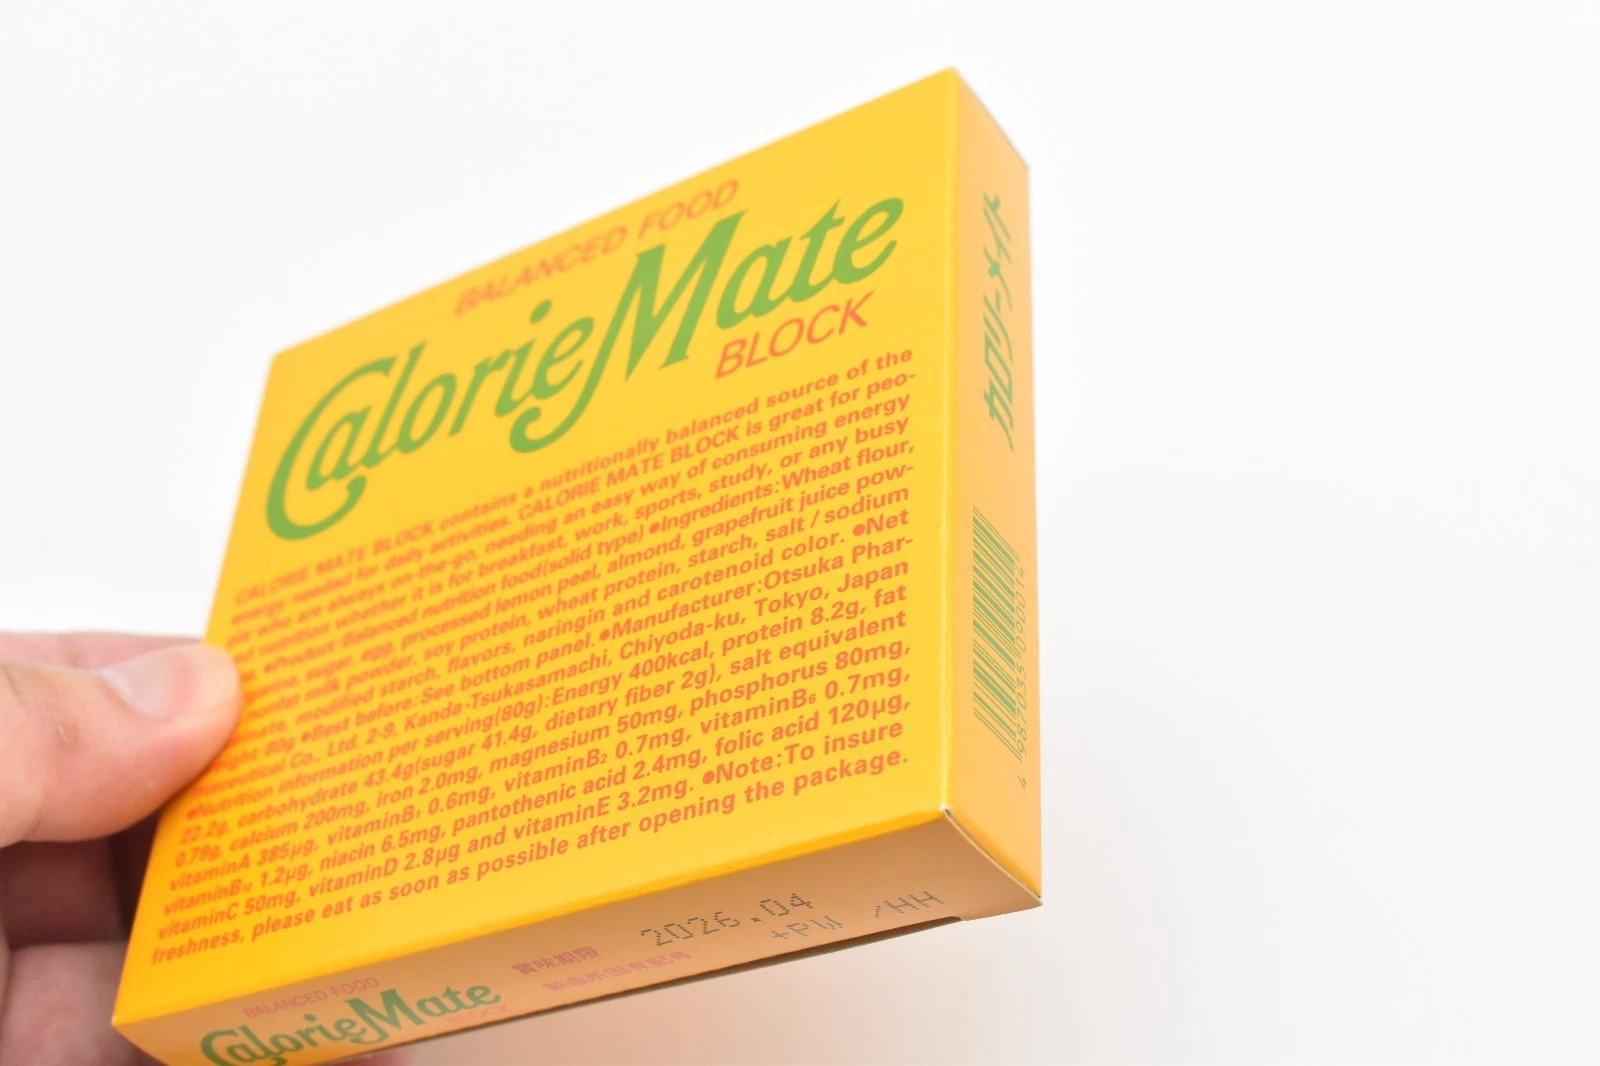 BALANCED FOOD
CalorieMate
BLOCK
CALORIE MATE BLOCK contains a nutritionally balanced source of the
energy needed for daily activities. CALORIE MATE BLOCK is great for peo-
ple who are always on-the-go, needing an easy way of consuming energy
and nutrition whether it is for breakfast, work, sports, study, or any busy
●Product: Balanced nutrition food(solid type) ●Ingredients:Wheat flour,
sugar, egg, processed lemon peel, almond, grapefruit juice pow-
milk powder, soy protein, wheat protein, starch, salt / sodium
modified starch, flavors, naringin and carotenoid color. ●Net
80g ●Best before:See bottom panel. ●Manufacturer:Otsuka Phar-
maceutical Co., Ltd. 2-9, Kanda-Tsukasamachi, Chiyoda-ku, Tokyo, Japan
●Nutrition information per serving(80g):Energy 400kcal, protein 8.2g, fat
22.2g, carbohydrate 43.4g(sugar 41.4g, dietary fiber 2g), salt equivalent
0.79g, calcium 200mg, iron 2.0mg, magnesium 50mg, phosphorus 80mg,
vitaminA 385μg, vitaminB₁ 0.6mg, vitaminB₂ 0.7mg, vitaminB₆ 0.7mg,
vitaminB₁₂ 1.2μg, niacin 6.5mg, pantothenic acid 2.4mg, folic acid 120μg,
vitaminC 50mg, vitaminD 2.8μg and vitaminE 3.2mg. ●Note:To insure
freshness, please eat as soon as possible after opening the package.
カロリーメイト
BALANCED FOOD
CalorieMate
BLOCK
賞味期限 2026.04
製造所固有記号 +PW /HH